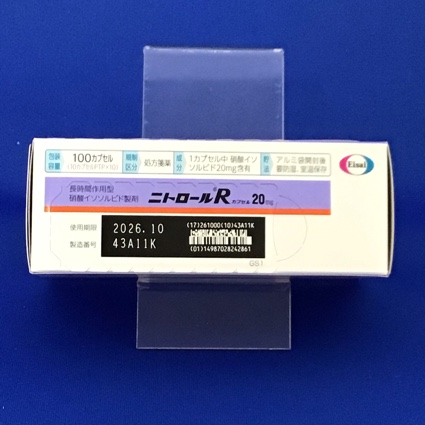 包装容量 100カプセル (10カプセルPTP×10) 規制区分 処方箋薬 成分 1カプセル中 硝酸イソソルビド20mg含有 貯法 アルミ袋開封後 要防湿、室温保存
Eisai
長時間作用型
硝酸イソソルビド製剤
ニトロールR カプセル 20mg
使用期限 2026.10
製造番号 43A11K
(17)261000(10)43A11K
(01)14987028242861
GS1